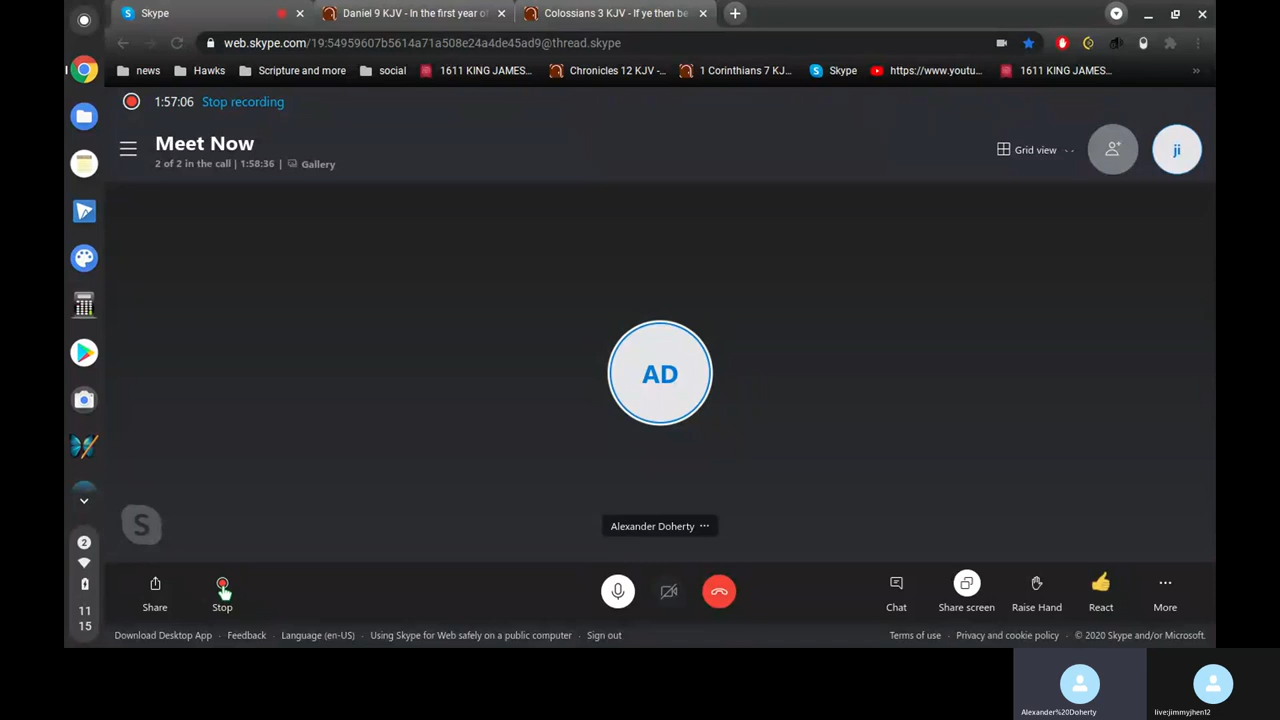 Skype
Daniel 9 KJV - In the first year of
Colossians 3 KJV - If ye then be
web.skype.com/19:54959607b5614a71a508e24a4de45ad9@thread.skype
news
Hawks
Scripture and more
social
1611 KING JAMES...
Chronicles 12 KJV -...
1 Corinthians 7 KJ...
Skype
https://www.youtu...
1611 KING JAMES...
»
1:57:06 Stop recording
Meet Now
2 of 2 in the call | 1:58:36 | Gallery
Grid view
ji
AD
Alexander Doherty ...
S
Share
Stop
Chat
Share screen
Raise Hand
React
More
2
11
15
Download Desktop App
Feedback
Language (en-US)
Using Skype for Web safely on a public computer
Sign out
Terms of use
Privacy and cookie policy
© 2020 Skype and/or Microsoft.
Alexander%20Doherty
live:jimmyjhen12